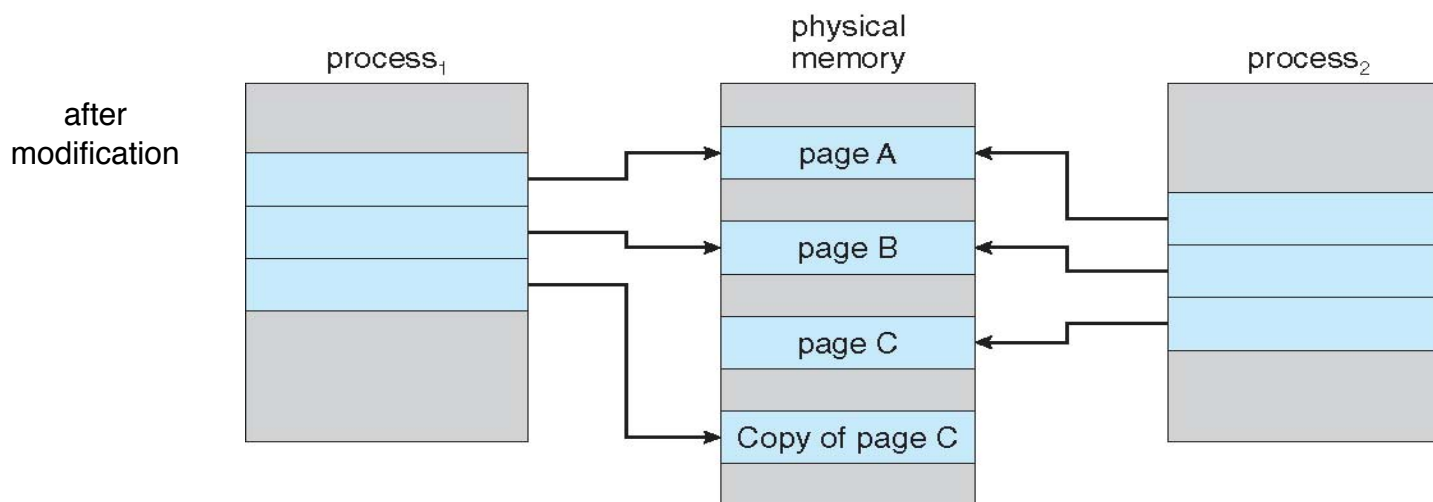 after
modification
process₁
physical
memory
process₂
page A
page B
page C
Copy of page C